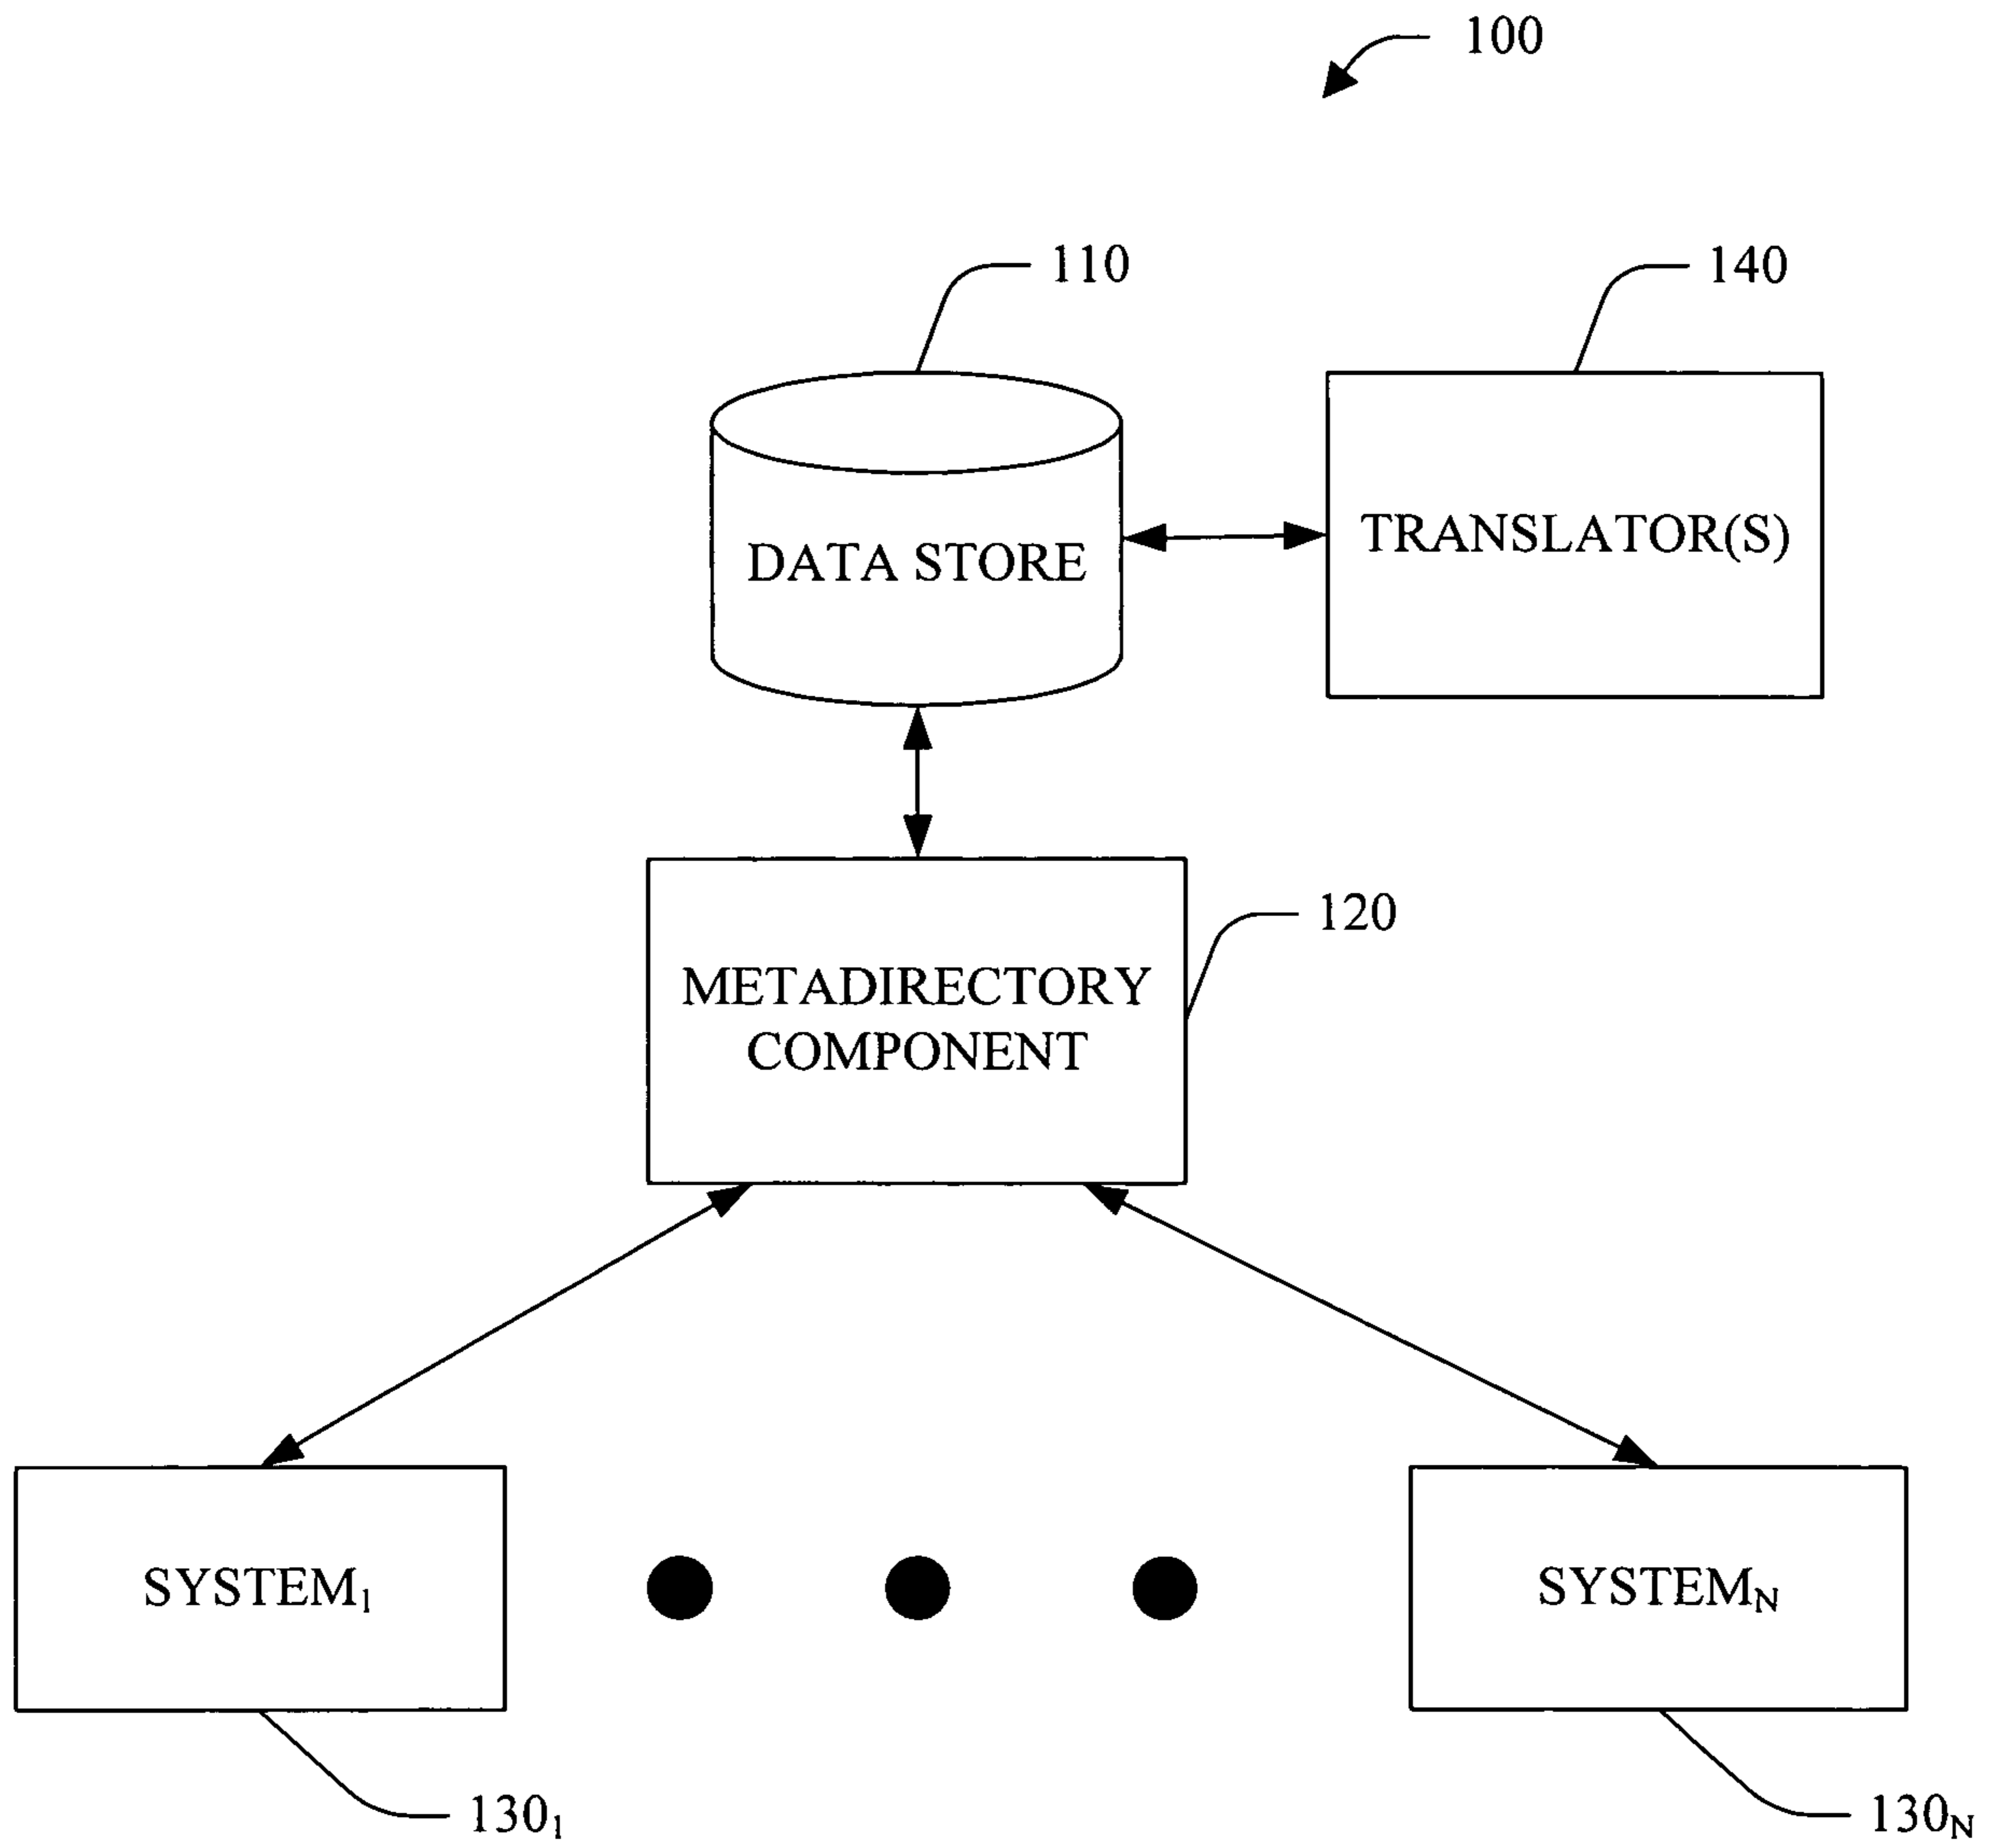 100
110
140
DATA STORE
TRANSLATOR(S)
120
METADIRECTORY
COMPONENT
SYSTEM₁
SYSTEMN
130₁
130N